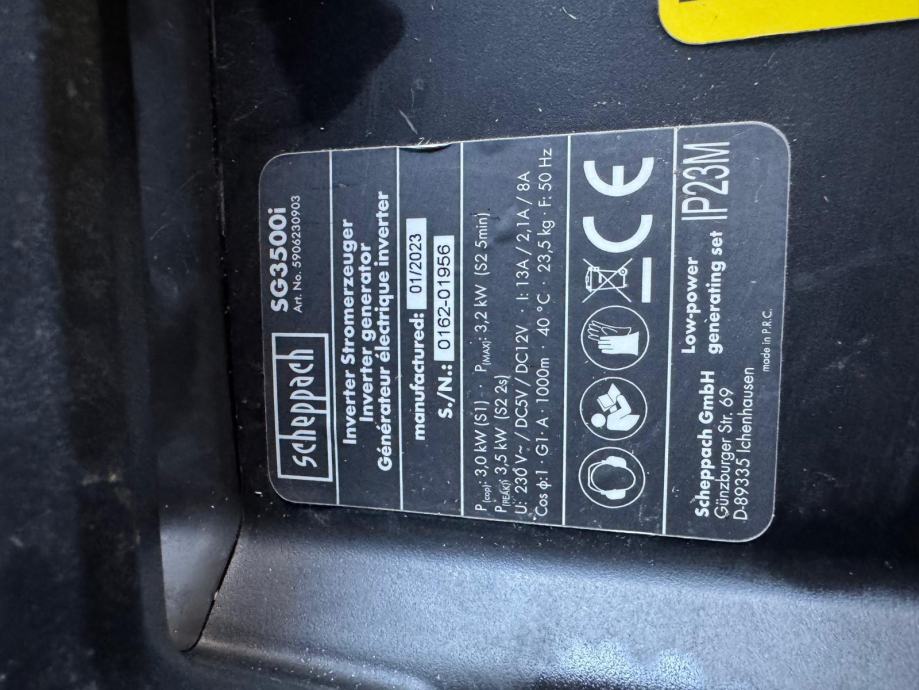 scheppach
SG3500i
Art. No. 5906230903
Inverter Stromerzeuger
Inverter generator
Générateur électrique inverter
manufactured: 01/2023
S./N.: 0162-01956
P(cop): 3,0 kW (S1) · P(MAX): 3,2 kW (S2 5min)
P(PEAK): 3,5 kW (S2 2s)
U: 230 V~ / DC5V / DC12V · I: 13A / 2,1A / 8A
Cos φ: 1 · G1 · A · 1000m · 40 °C · 23,5 kg · F: 50 Hz
CE
Scheppach GmbH
Günzburger Str. 69
D-89335 Ichenhausen
Low-power
generating set
IP23M
made in P.R.C.